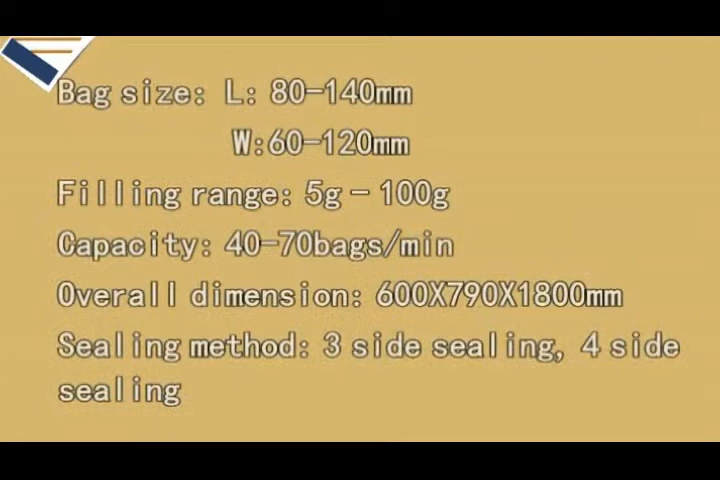 Bag size: L: 80-140mm
W:60-120mm
Filling range: 5g - 100g
Capacity: 40-70bags/min
Overall dimension: 600X790X1800mm
Sealing method: 3 side sealing, 4 side
sealing